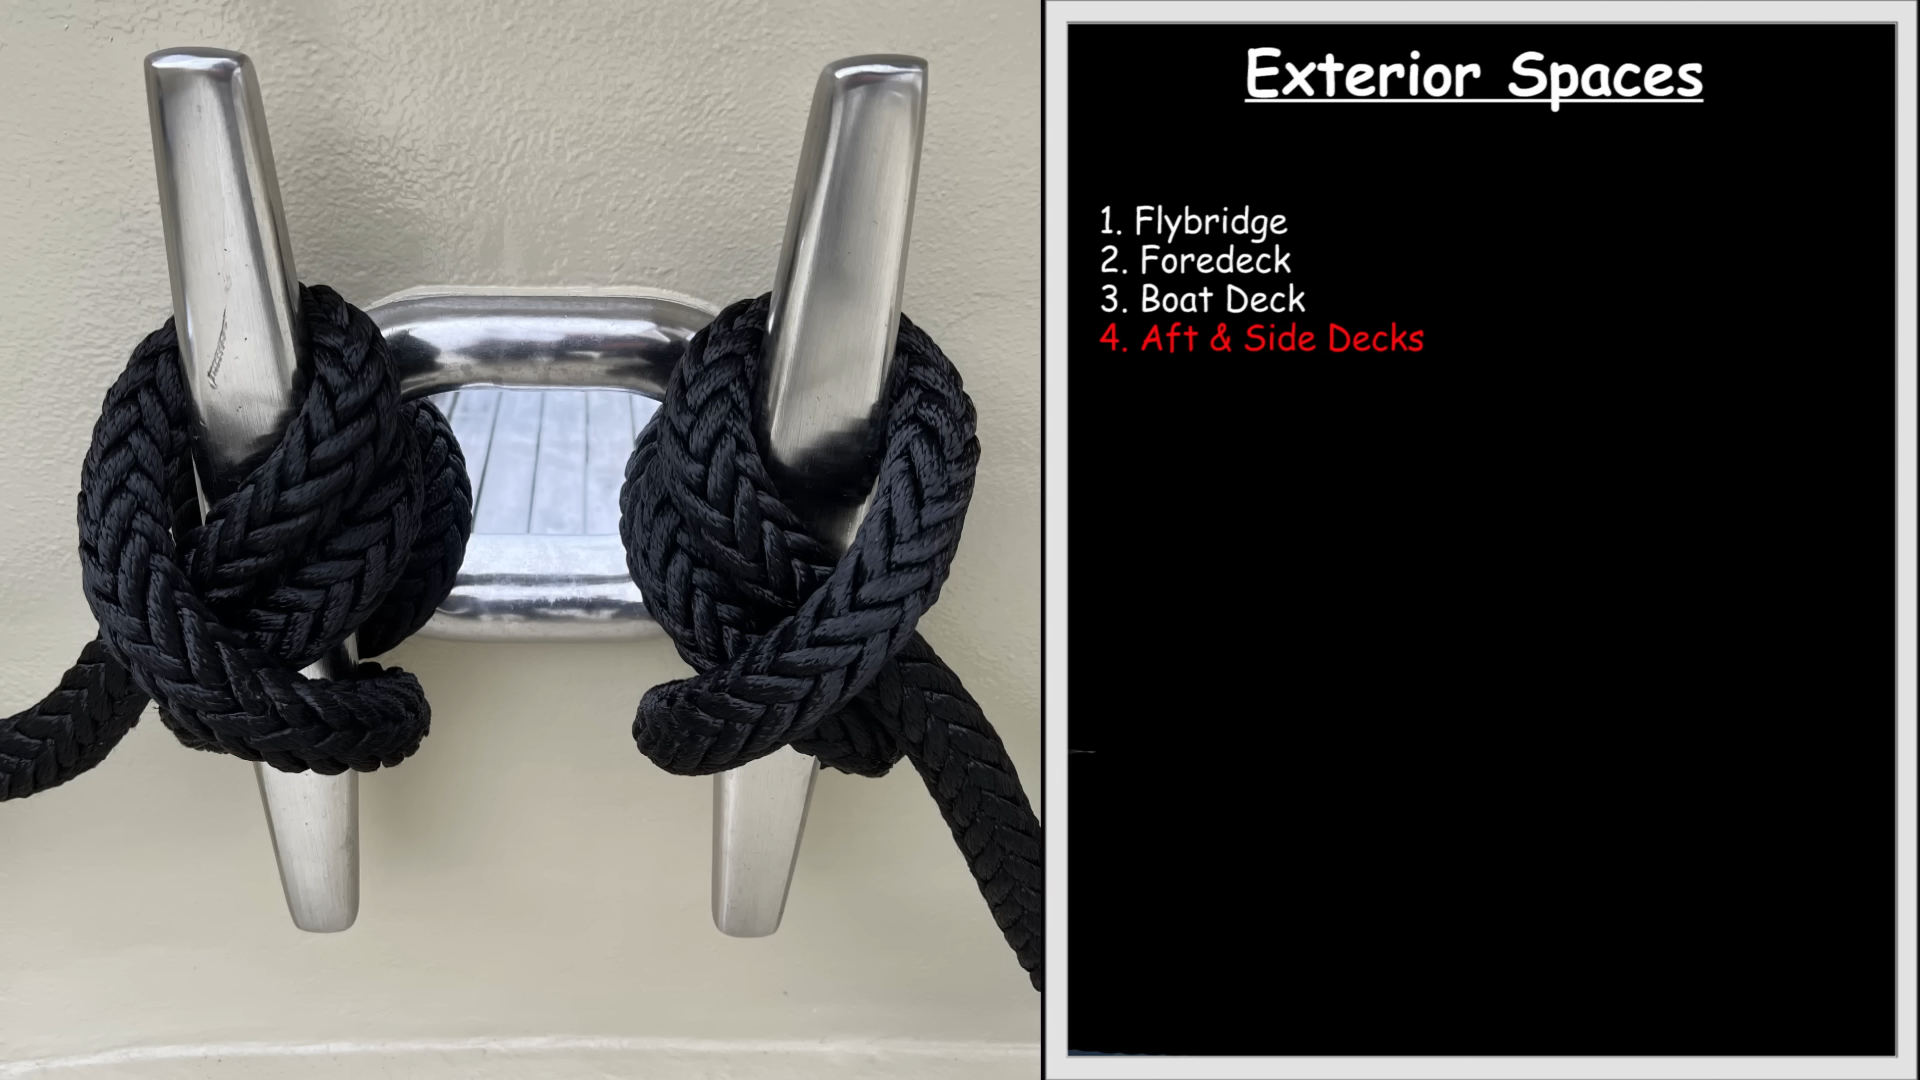 Exterior Spaces
1. Flybridge
2. Foredeck
3. Boat Deck
4. Aft & Side Decks